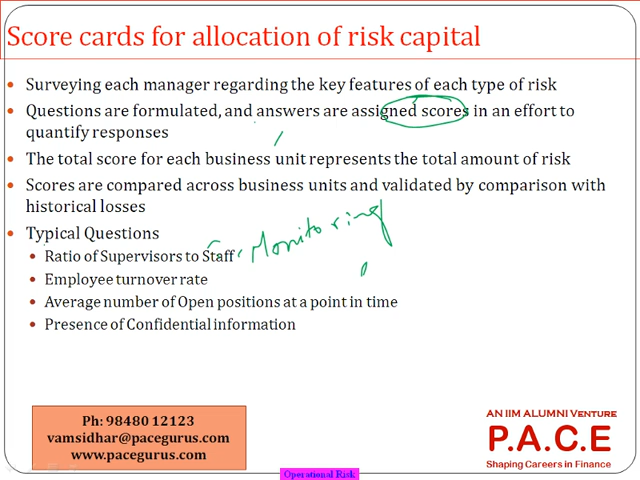 Score cards for allocation of risk capital
Surveying each manager regarding the key features of each type of risk
Questions are formulated, and answers are assigned scores in an effort to
quantify responses
The total score for each business unit represents the total amount of risk
Scores are compared across business units and validated by comparison with
historical losses
Typical Questions
Ratio of Supervisors to Staff
Monitoring
Employee turnover rate
Average number of Open positions at a point in time
Presence of Confidential information
Ph: 98480 12123
vamsidhar@pacegurus.com
www.pacegurus.com
AN IIM ALUMNI VENTURE
P.A.C.E
Shaping Careers in Finance
Operational Risk